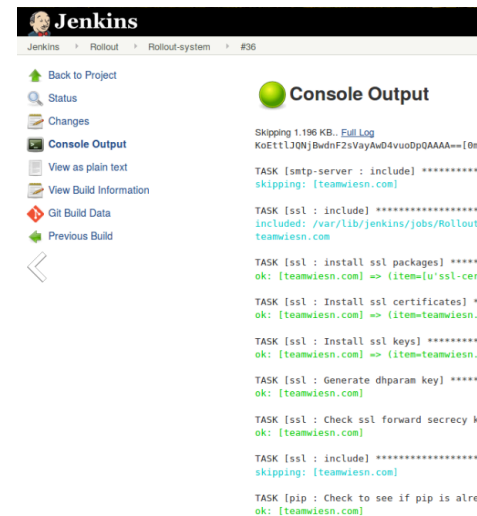 Jenkins
Jenkins Rollout Rollout-system #36
Back to Project
Status
Changes
Console Output
View as plain text
View Build Information
Git Build Data
Previous Build
Console Output
Skipping 1.196 KB.. Full Log
KoEttlJQNjBwdnF2sVayAwD4vuoDpQAAAA==[0m
TASK [smtp-server : include] **********
skipping: [teamwiesn.com]
TASK [ssl : include] ******************
included: /var/lib/jenkins/jobs/Rollout
teamwiesn.com
TASK [ssl : install ssl packages] *****
ok: [teamwiesn.com] => (item=[u'ssl-cer
TASK [ssl : Install ssl certificates] *
ok: [teamwiesn.com] => (item=teamwiesn.
TASK [ssl : Install ssl keys] *********
ok: [teamwiesn.com] => (item=teamwiesn.
TASK [ssl : Generate dhparam key] *****
ok: [teamwiesn.com]
TASK [ssl : Check ssl forward secrecy k
ok: [teamwiesn.com]
TASK [ssl : include] ******************
skipping: [teamwiesn.com]
TASK [pip : Check to see if pip is alre
ok: [teamwiesn.com]